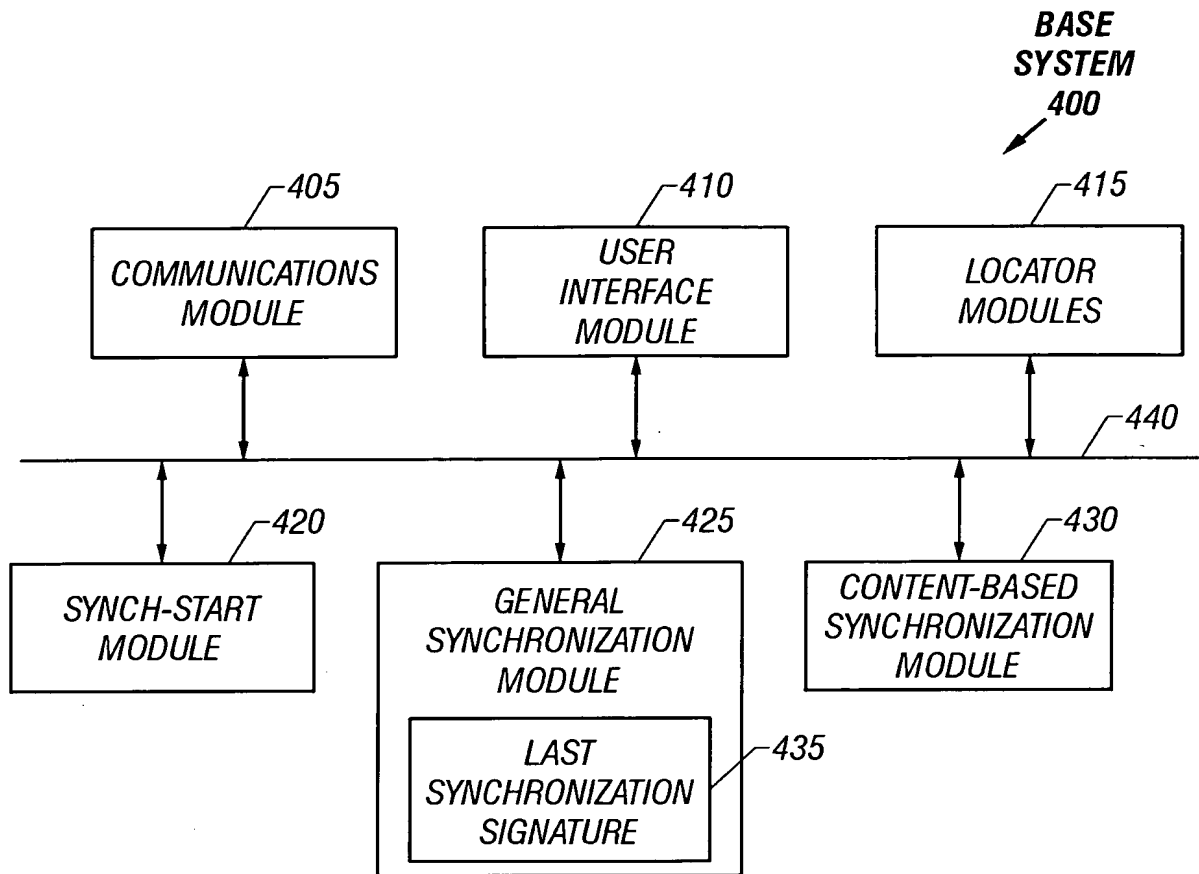 BASE
SYSTEM
400
405
410
415
COMMUNICATIONS
MODULE
USER
INTERFACE
MODULE
LOCATOR
MODULES
440
420
425
430
SYNCH-START
MODULE
GENERAL
SYNCHRONIZATION
MODULE
CONTENT-BASED
SYNCHRONIZATION
MODULE
LAST
SYNCHRONIZATION
SIGNATURE
435